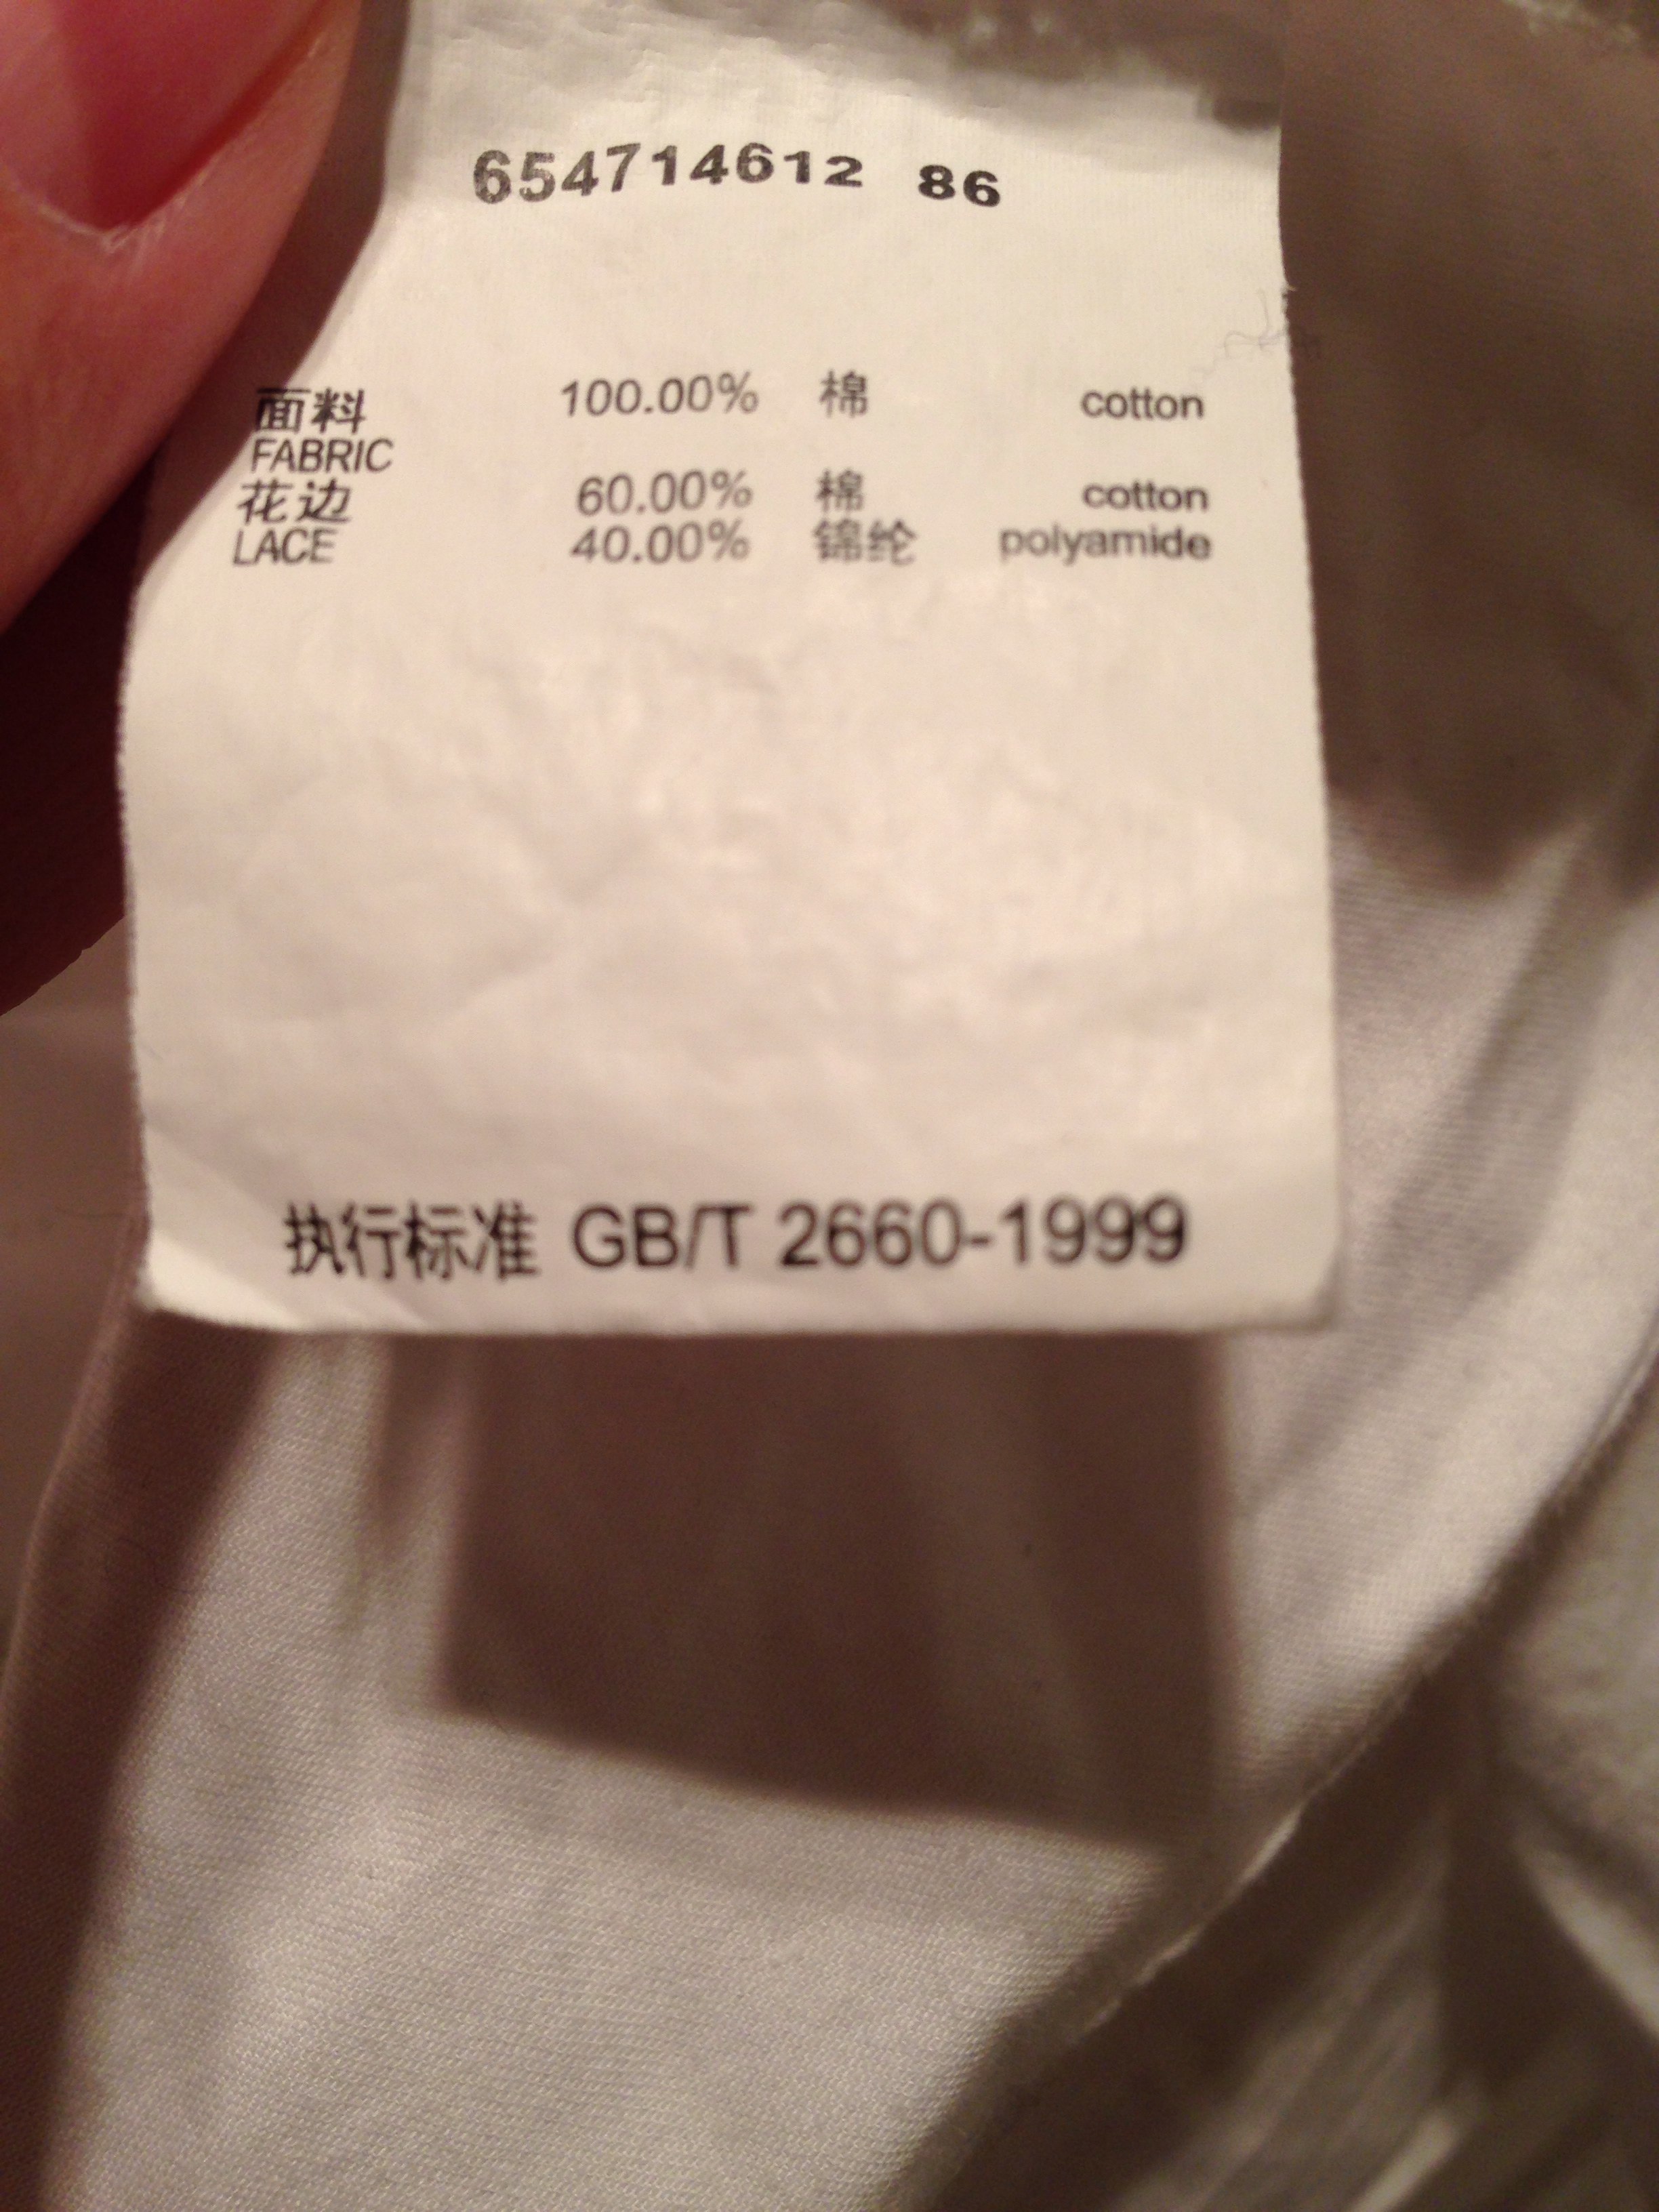 654714612 86
面料 100.00% 棉 cotton
FABRIC
花边 60.00% 棉 cotton
LACE 40.00% 锦纶 polyamide
执行标准 GB/T 2660-1999